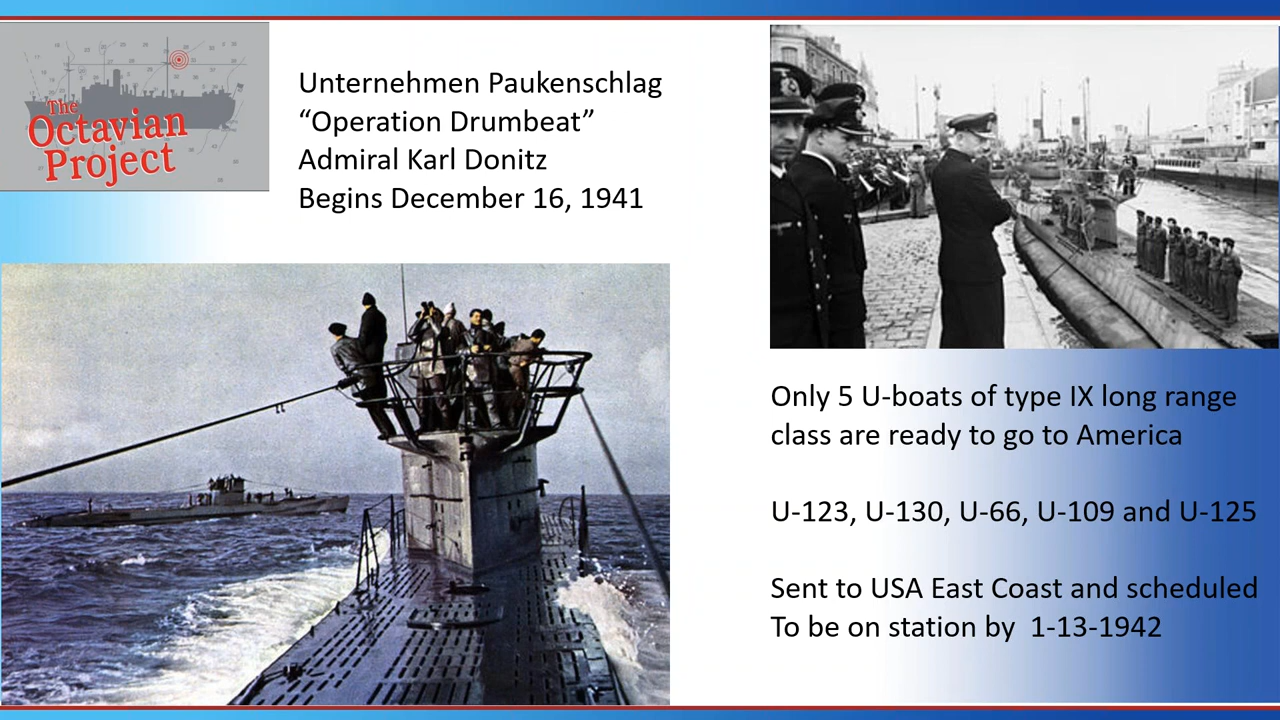 The
Octavian
Project
Unternehmen Paukenschlag
“Operation Drumbeat”
Admiral Karl Donitz
Begins December 16, 1941
Only 5 U-boats of type IX long range
class are ready to go to America
U-123, U-130, U-66, U-109 and U-125
Sent to USA East Coast and scheduled
To be on station by 1-13-1942